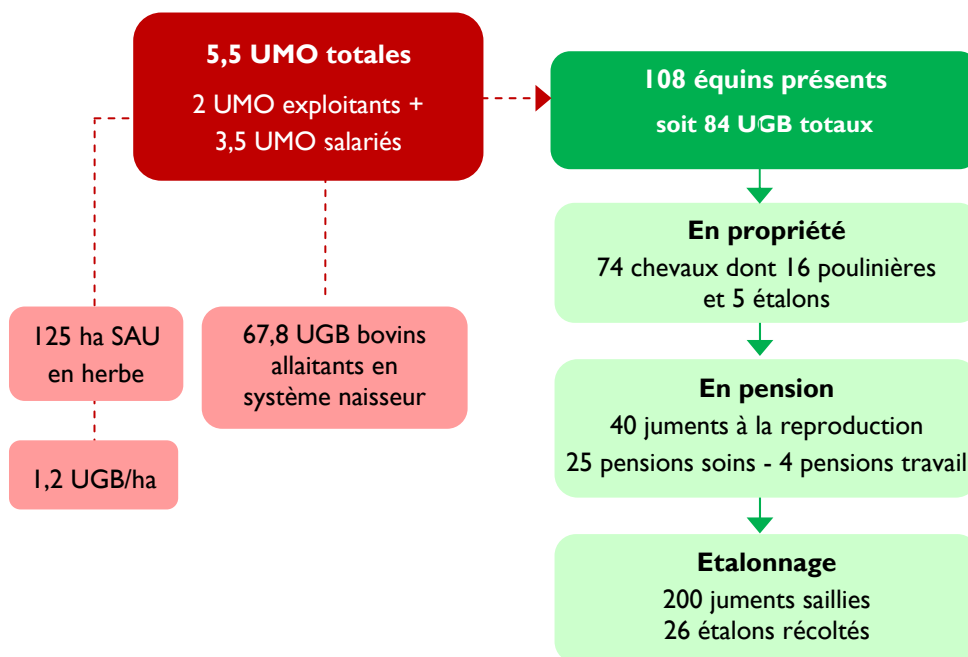 5,5 UMO totales
2 UMO exploitants +
3,5 UMO salariés
108 équins présents
soit 84 UGB totaux
En propriété
74 chevaux dont 16 poulinières
et 5 étalons
125 ha SAU
en herbe
67,8 UGB bovins
allaitants en
système naisseur
1,2 UGB/ha
En pension
40 juments à la reproduction
25 pensions soins - 4 pensions travail
Etalonnage
200 juments saillies
26 étalons récoltés